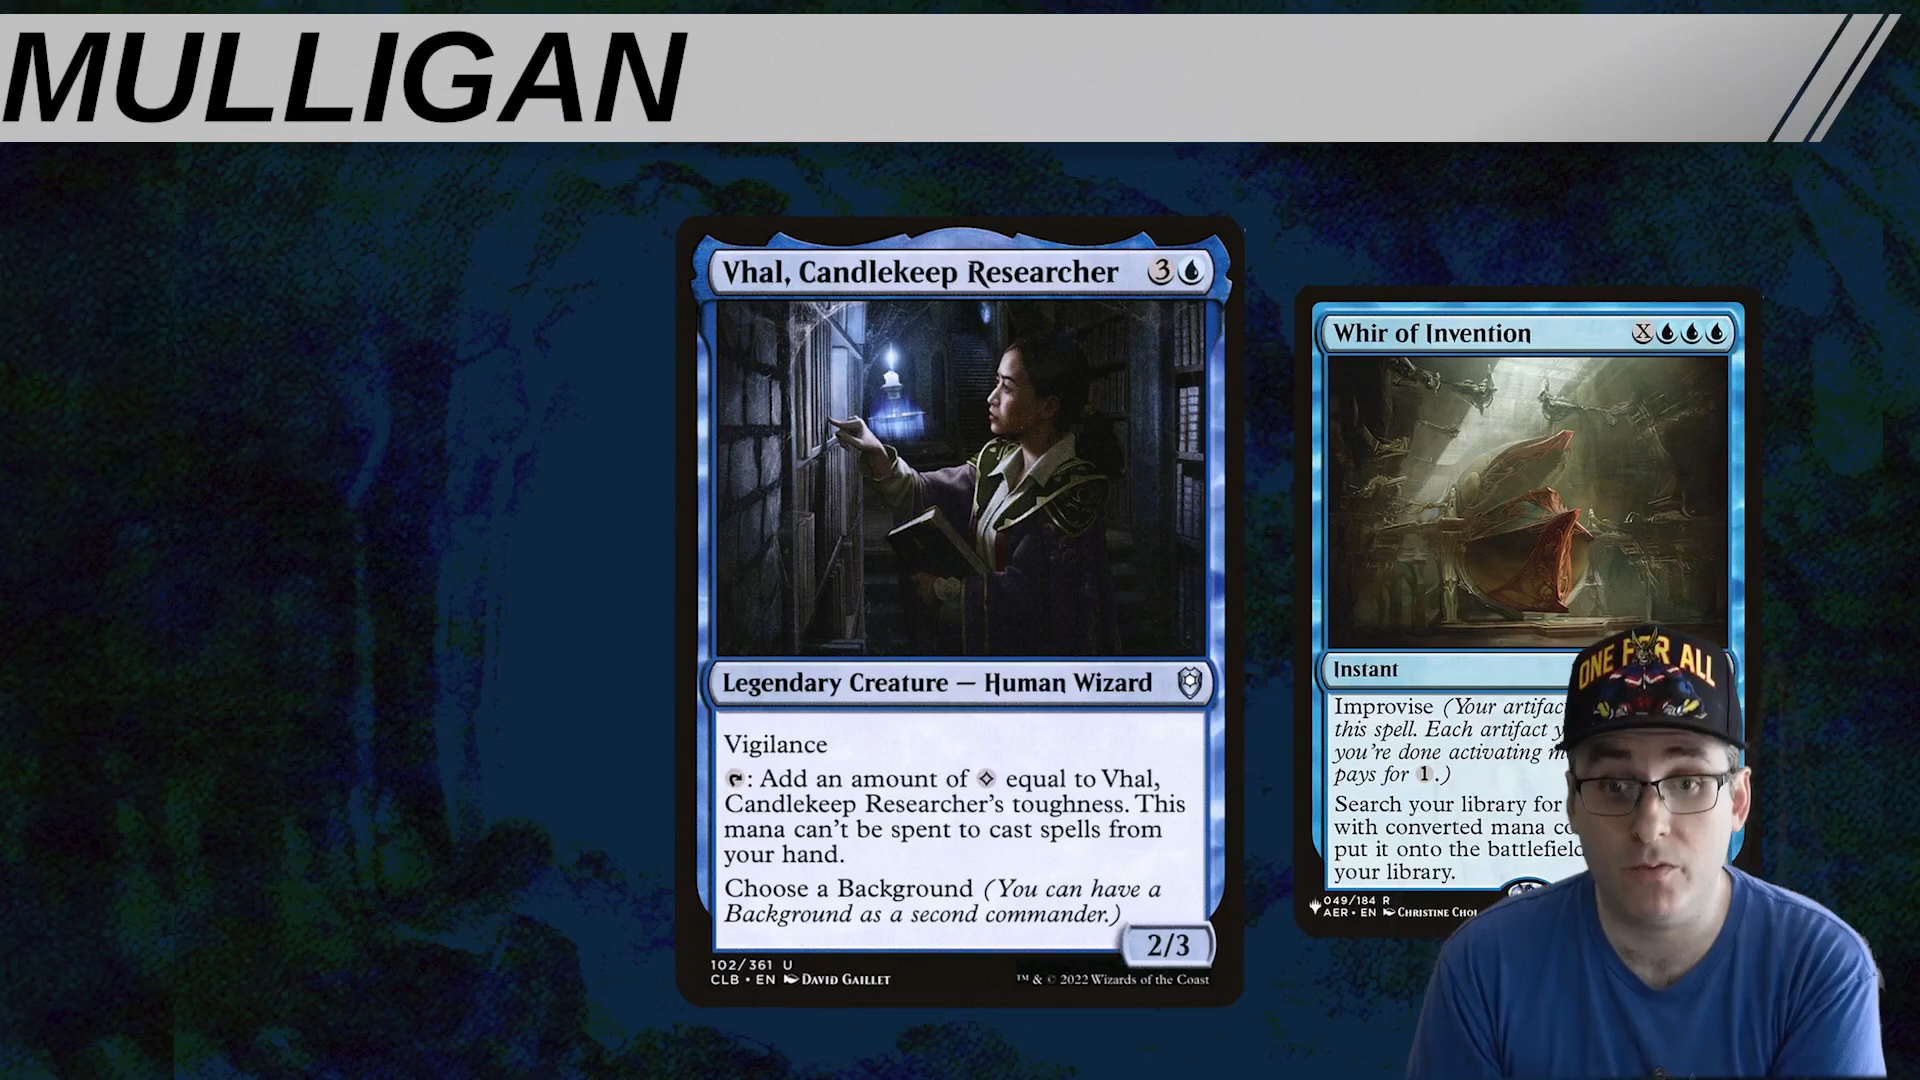 MULLIGAN
Vhal, Candlekeep Researcher 3
Legendary Creature — Human Wizard
Vigilance
: Add an amount of equal to Vhal,
Candlekeep Researcher's toughness. This
mana can't be spent to cast spells from
your hand.
Choose a Background (You can have a
Background as a second commander.)
2/3
102/361 U
CLB • EN DAVID GAILLET
™ & © 2022 Wizards of the Coast
Whir of Invention X
Instant
Improvise (Your
this spell. Each artifact
you're done activating
pays for 1.)
Search your library for
with converted mana
put it onto the battlefield
your library.
049/184 R
AER • EN CHRISTINE
ONE FOR ALL